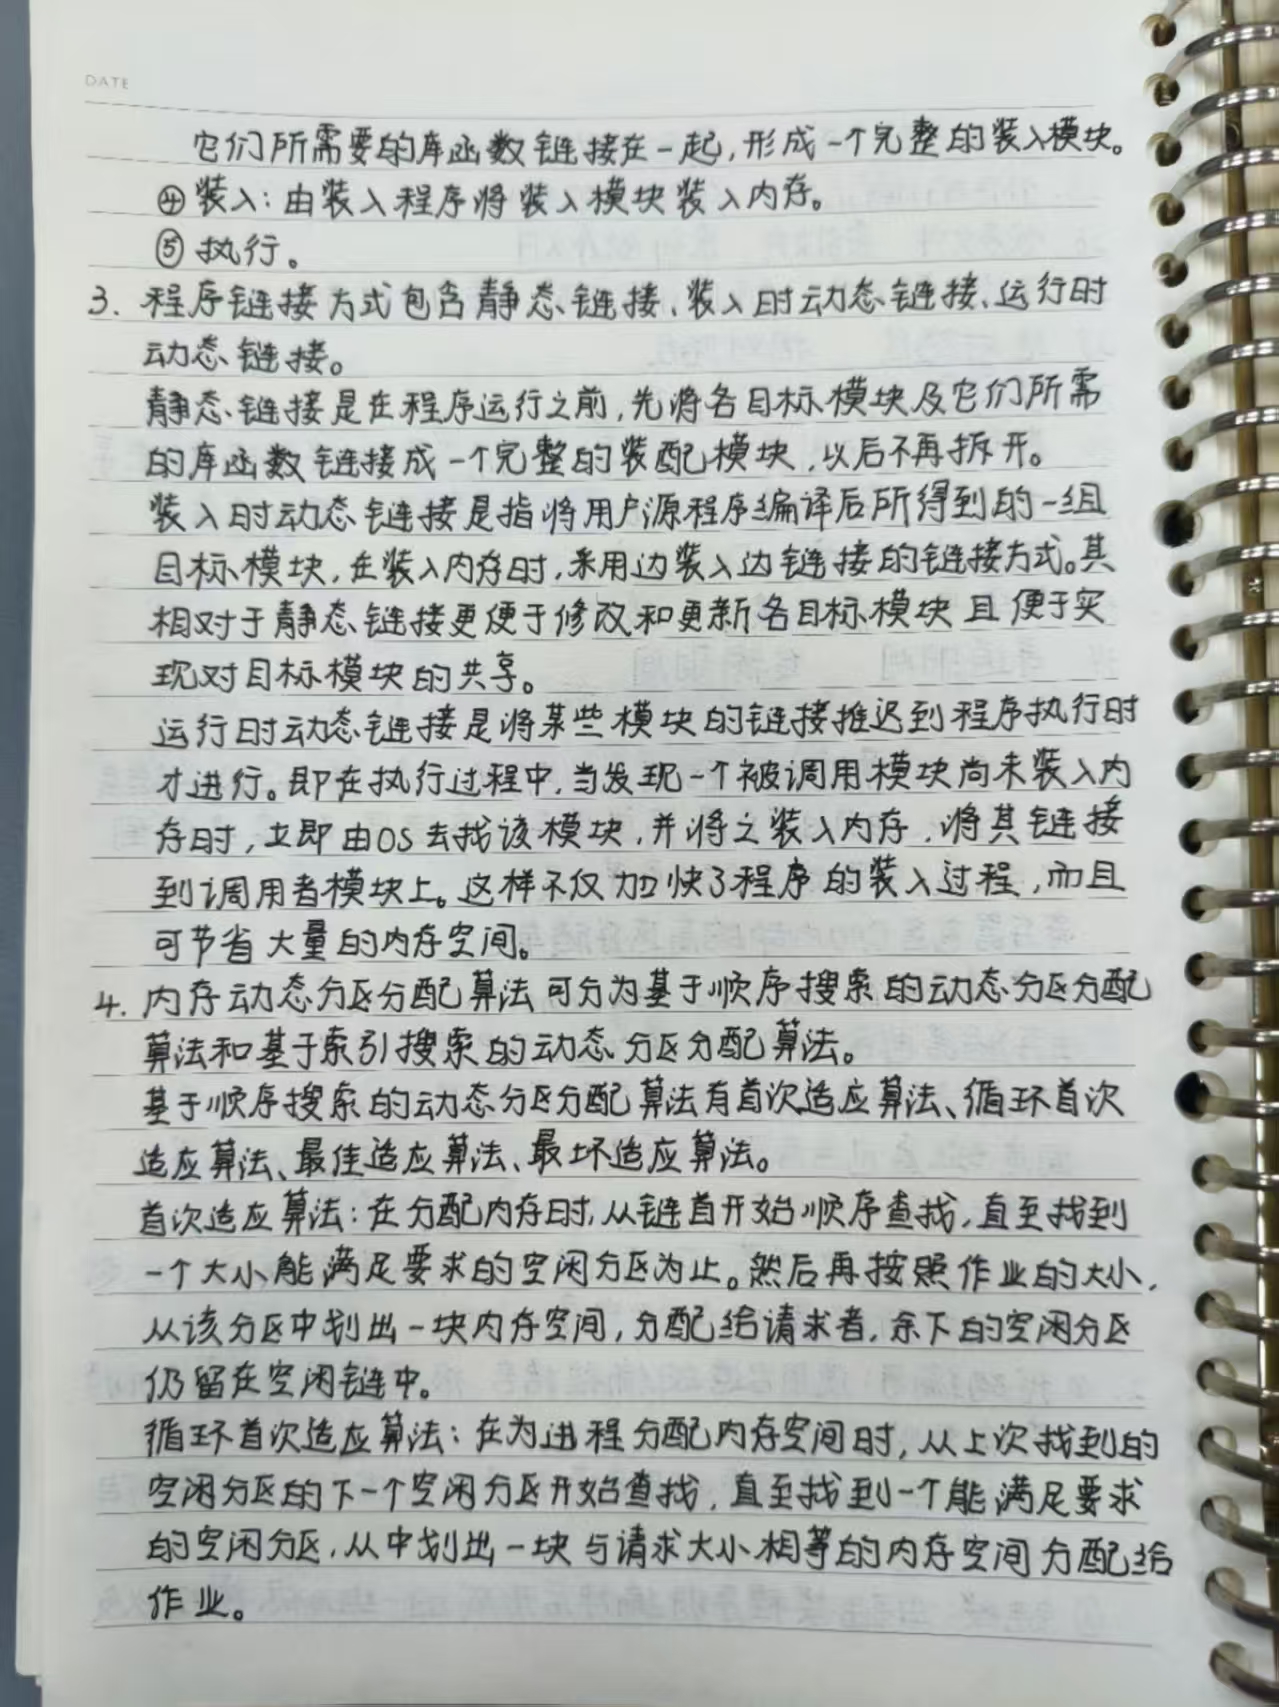 DATE
它们所需要的库函数链接在一起,形成一个完整的装入模块。
④装入:由装入程序将装入模块装入内存。
⑤执行。
3. 程序链接方式包含静态链接、装入时动态链接、运行时
动态链接。
静态链接是在程序运行之前,先将各目标模块及它们所需
的库函数链接成一个完整的装配模块,以后不再拆开。
装入时动态链接是指将用户源程序编译后所得到的一组
目标模块,在装入内存时,采用边装入边链接的链接方式。其
相对于静态链接更便于修改和更新各目标模块且便于实
现对目标模块的共享。
运行时动态链接是将某些模块的链接推迟到程序执行时
才进行。即在执行过程中,当发现一个被调用模块尚未装入内
存时,立即由OS去找该模块,并将之装入内存,将其链接
到调用者模块上。这样不仅加快了程序的装入过程,而且
可节省大量的内存空间。
4. 内存动态分区分配算法可分为基于顺序搜索的动态分区分配
算法和基于索引搜索的动态分区分配算法。
基于顺序搜索的动态分区分配算法有首次适应算法、循环首次
适应算法、最佳适应算法、最坏适应算法。
首次适应算法:在分配内存时,从链首开始顺序查找,直至找到
一个大小能满足要求的空闲分区为止。然后再按照作业的大小,
从该分区中划出一块内存空间,分配给请求者,余下的空闲分区
仍留在空闲链中。
循环首次适应算法:在为进程分配内存空间时,从上次找到的
空闲分区的下一个空闲分区开始查找,直至找到一个能满足要求
的空闲分区,从中划出一块与请求大小相等的内存空间分配给
作业。